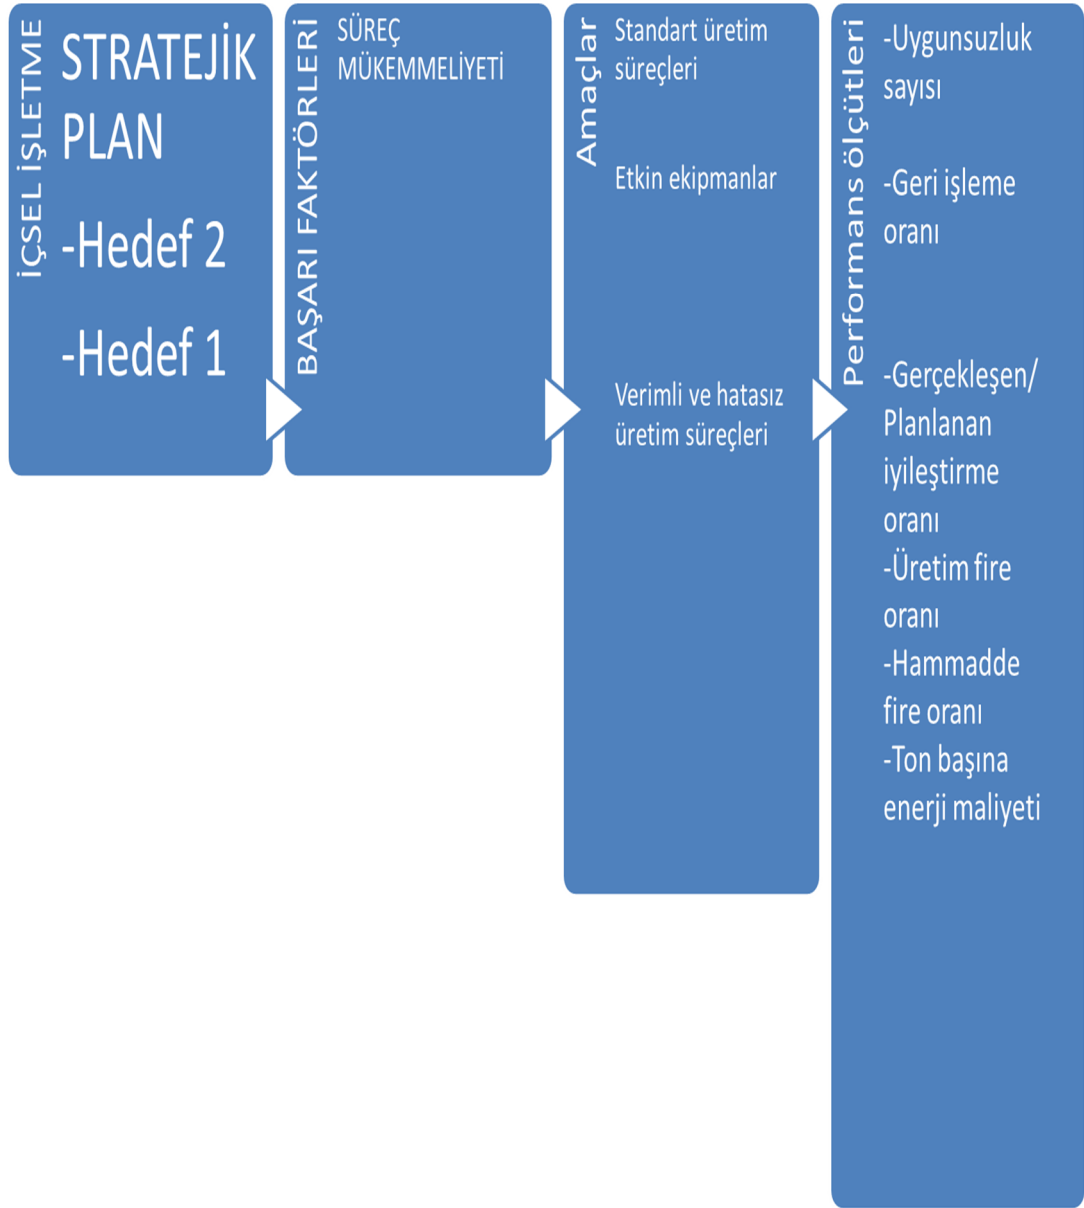 İÇSEL İŞLETME
STRATEJİK
PLAN
-Hedef 2
-Hedef 1
BAŞARI FAKTÖRLERİ
SÜREÇ
MÜKEMMELİYETİ
Amaçlar
Standart üretim
süreçleri
Etkin ekipmanlar
Verimli ve hatasız
üretim süreçleri
Performans ölçütleri
-Uygunsuzluk
sayısı
-Geri işleme
oranı
-Gerçekleşen/
Planlanan
iyileştirme
oranı
-Üretim fire
oranı
-Hammadde
fire oranı
-Ton başına
enerji maliyeti